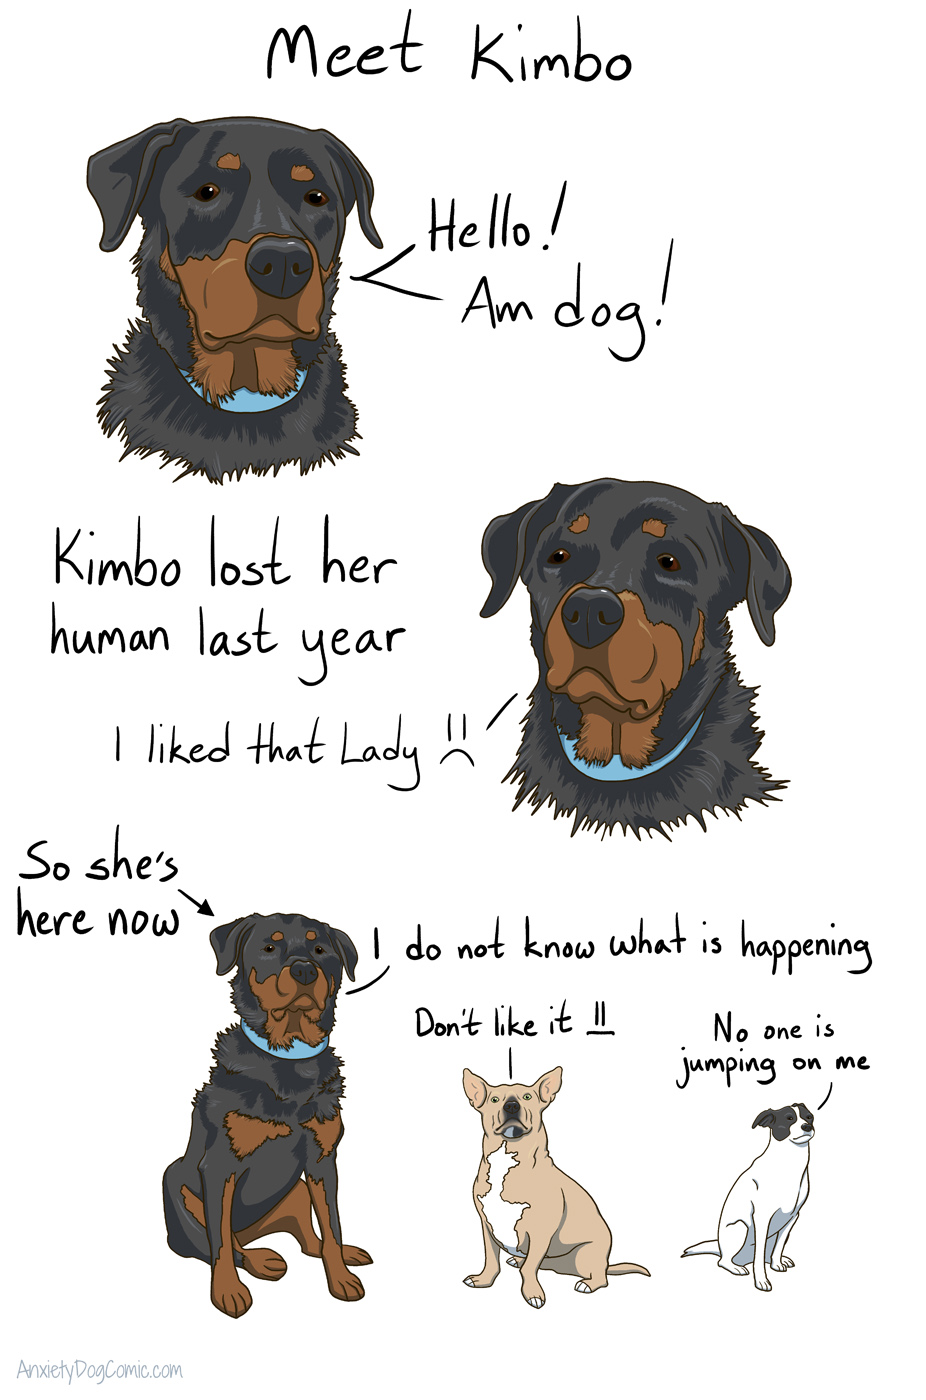 Meet Kimbo
Hello!
Am dog!
Kimbo lost her
human last year
I liked that Lady
So she's
here now
I do not know what is happening
Don't like it
No one is
jumping on me
AnxietyDogComic.com